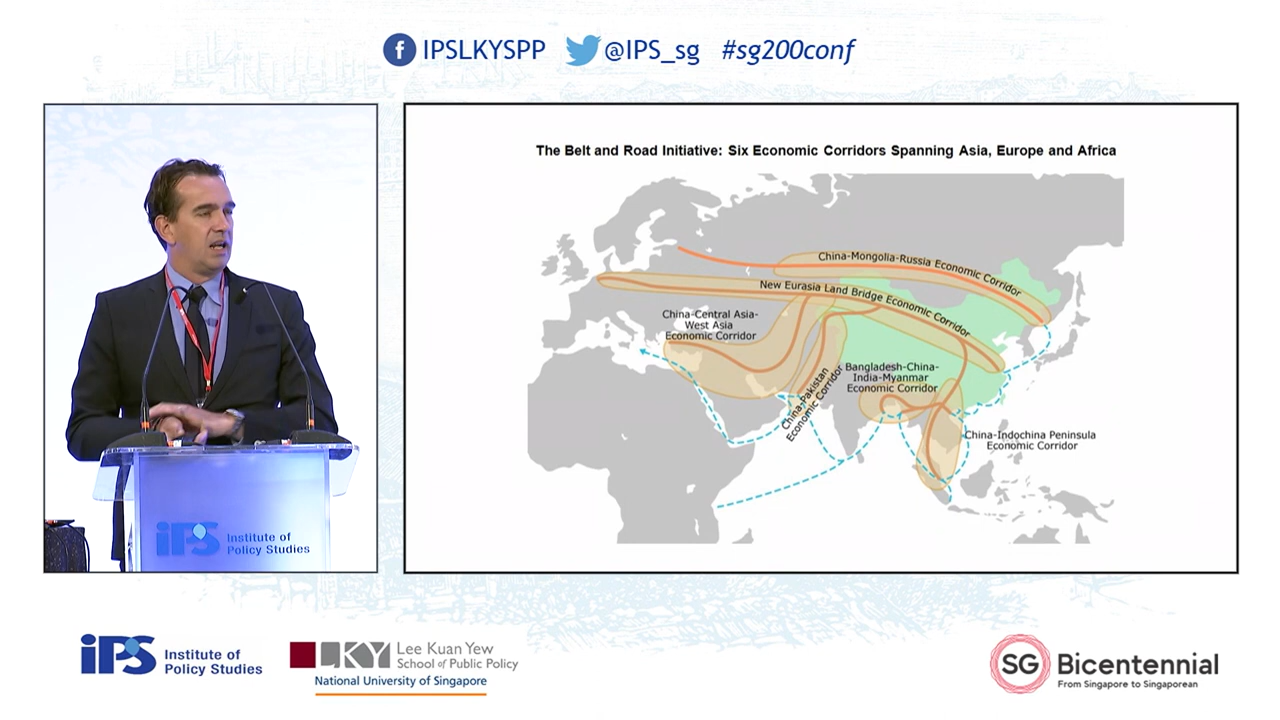 IPSLKYSPP @IPS_sg #sg200conf
The Belt and Road Initiative: Six Economic Corridors Spanning Asia, Europe and Africa
China-Mongolia-Russia Economic Corridor
New Eurasia Land Bridge Economic Corridor
China-Central Asia-
West Asia
Economic Corridor
China-Pakistan
Economic Corridor
Bangladesh-China-
India-Myanmar
Economic Corridor
China-Indochina Peninsula
Economic Corridor
iPS Institute of
Policy Studies
iPS Institute of
Policy Studies
LKY Lee Kuan Yew
School of Public Policy
National University of Singapore
SG Bicentennial
From Singapore to Singaporean